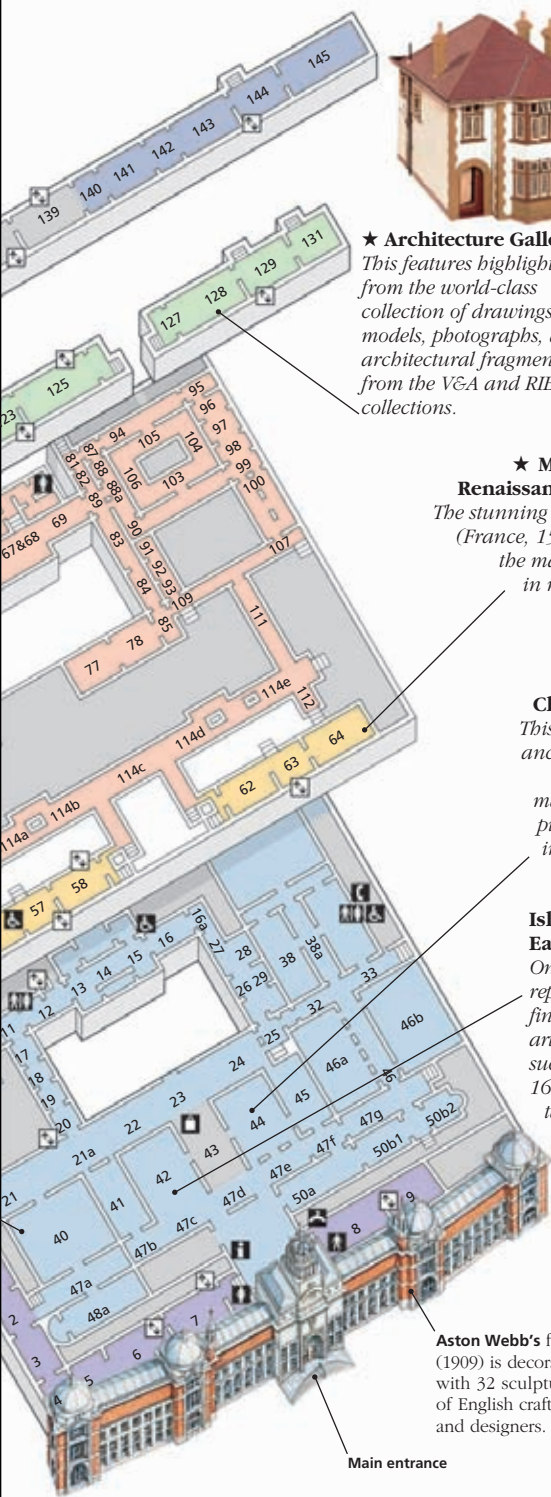 145
144
143
142
141
140
139
131
129
128
127
125
23
★ Architecture Galle
This features highligh
from the world-class
collection of drawings
models, photographs,
architectural fragmen
from the V&A and RIB
collections.
95
96
97
98
99
100
94
105
104
103
106
87
88
88a
81
82
89
83
84
85
90
91
92
93
109
107
69
67&68
78
77
111
112
114e
114d
114c
114b
114a
64
63
62
58
57
★ M
Renaissan
The stunning
(France, 15
the ma
in r
Ch
This
anc
ma
pr
in
16a
16
15
14
13
12
11
17
18
19
20
27
28
29
26
25
38
38a
33
32
46b
46a
46
45
44
43
42
41
40
24
23
22
21a
21
47g
47f
47e
47d
47c
47b
47a
48a
50b2
50b1
50a
9
8
7
6
5
4
3
2
Isl
Ea
On
rep
fin
art
suc
16
ta
Aston Webb's f
(1909) is decora
with 32 sculptu
of English craft
and designers.
Main entrance